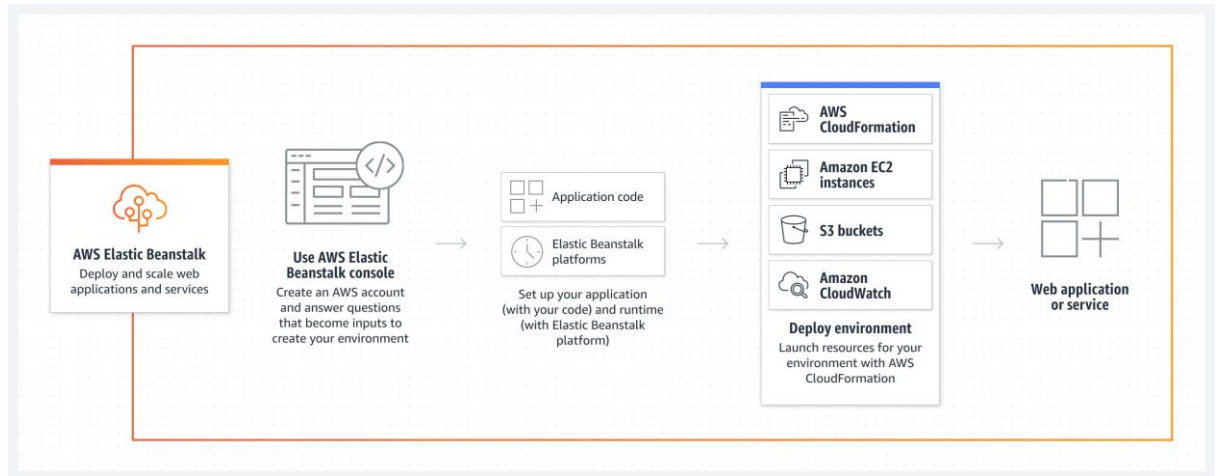 AWS Elastic Beanstalk
Deploy and scale web
applications and services
Use AWS Elastic
Beanstalk console
Create an AWS account
and answer questions
that become inputs to
create your environment
Application code
Elastic Beanstalk
platforms
Set up your application
(with your code) and runtime
(with Elastic Beanstalk
platform)
AWS
CloudFormation
Amazon EC2
instances
S3 buckets
Amazon
CloudWatch
Deploy environment
Launch resources for your
environment with AWS
CloudFormation
Web application
or service